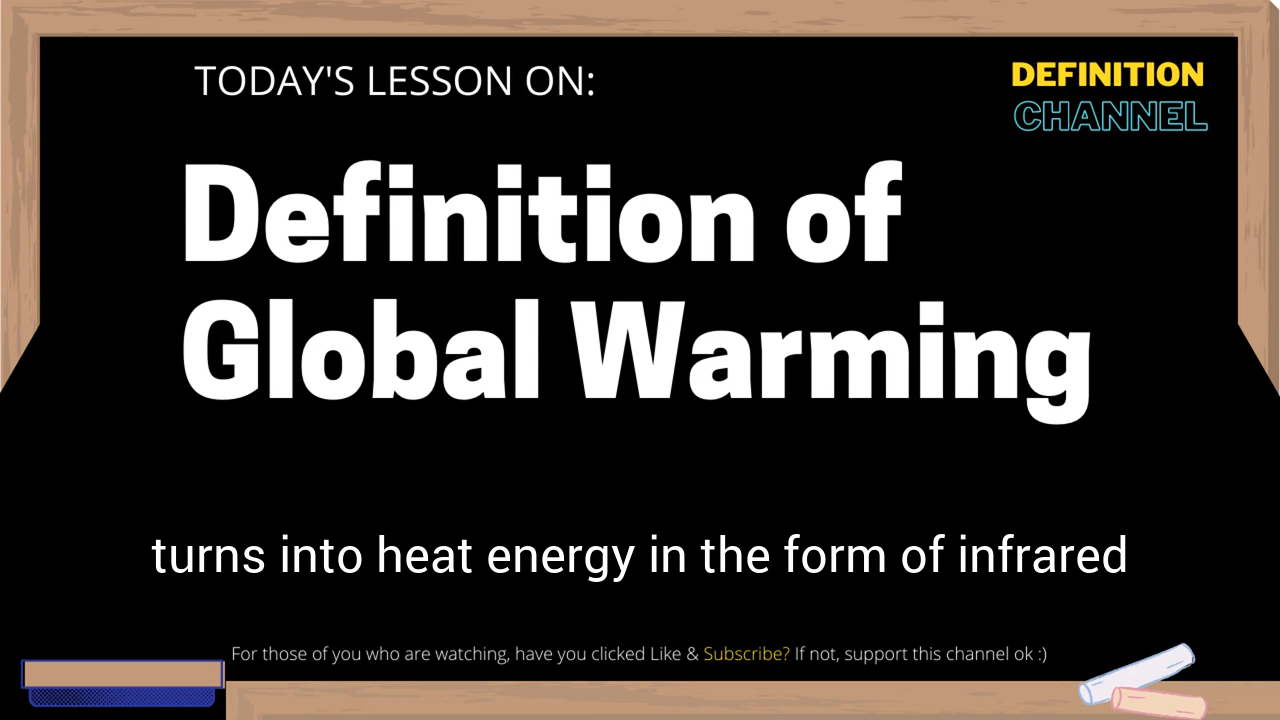 TODAY'S LESSON ON:
DEFINITION
CHANNEL
Definition of
Global Warming
turns into heat energy in the form of infrared
For those of you who are watching, have you clicked Like & Subscribe? If not, support this channel ok :)